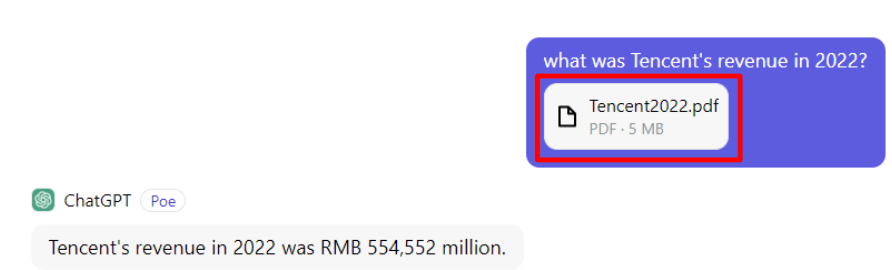 what was Tencent's revenue in 2022?
Tencent2022.pdf
PDF · 5 MB
ChatGPT Poe
Tencent's revenue in 2022 was RMB 554,552 million.